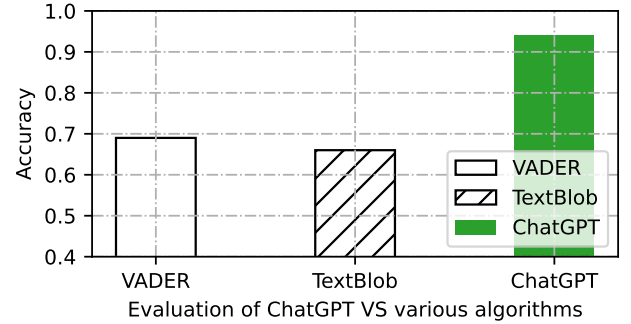 1.0
0.9
0.8
0.7
0.6
0.5
0.4
Accuracy
VADER
TextBlob
ChatGPT
VADER
TextBlob
ChatGPT
Evaluation of ChatGPT VS various algorithms